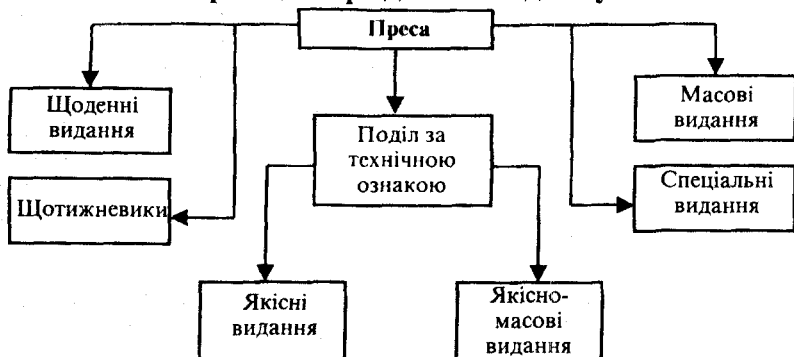 Преса
Щоденні
видання
Масові
видання
Поділ за
технічною
ознакою
Щотижневики
Спеціальні
видання
Якісні
видання
Якісно-
масові
видання